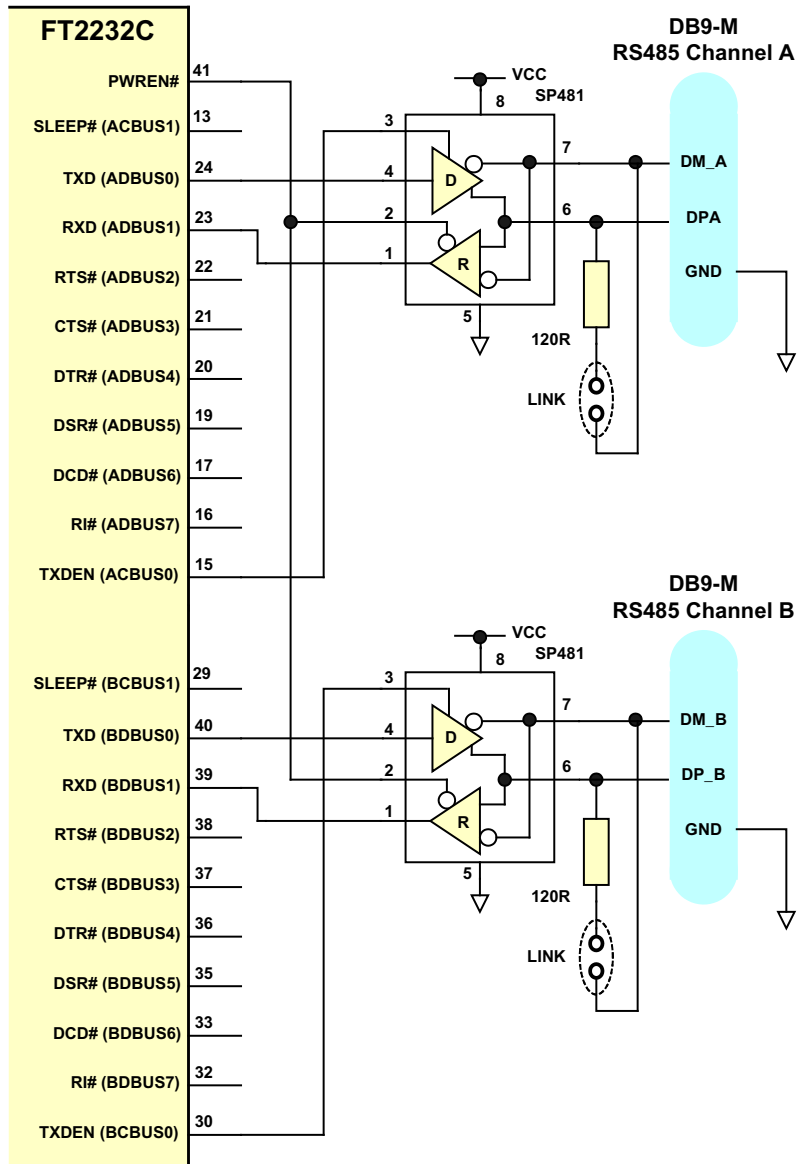 FT2232C
PWREN#
41
SLEEP# (ACBUS1)
13
TXD (ADBUS0)
24
RXD (ADBUS1)
23
RTS# (ADBUS2)
22
CTS# (ADBUS3)
21
DTR# (ADBUS4)
20
DSR# (ADBUS5)
19
DCD# (ADBUS6)
17
RI# (ADBUS7)
16
TXDEN (ACBUS0)
15
SLEEP# (BCBUS1)
29
TXD (BDBUS0)
40
RXD (BDBUS1)
39
RTS# (BDBUS2)
38
CTS# (BDBUS3)
37
DTR# (BDBUS4)
36
DSR# (BDBUS5)
35
DCD# (BDBUS6)
33
RI# (BDBUS7)
32
TXDEN (BCBUS0)
30
VCC
SP481
8
3
4
2
1
D
R
7
6
5
120R
LINK
DB9-M
RS485 Channel A
DM_A
DPA
GND
VCC
SP481
8
3
4
2
1
D
R
7
6
5
120R
LINK
DB9-M
RS485 Channel B
DM_B
DP_B
GND